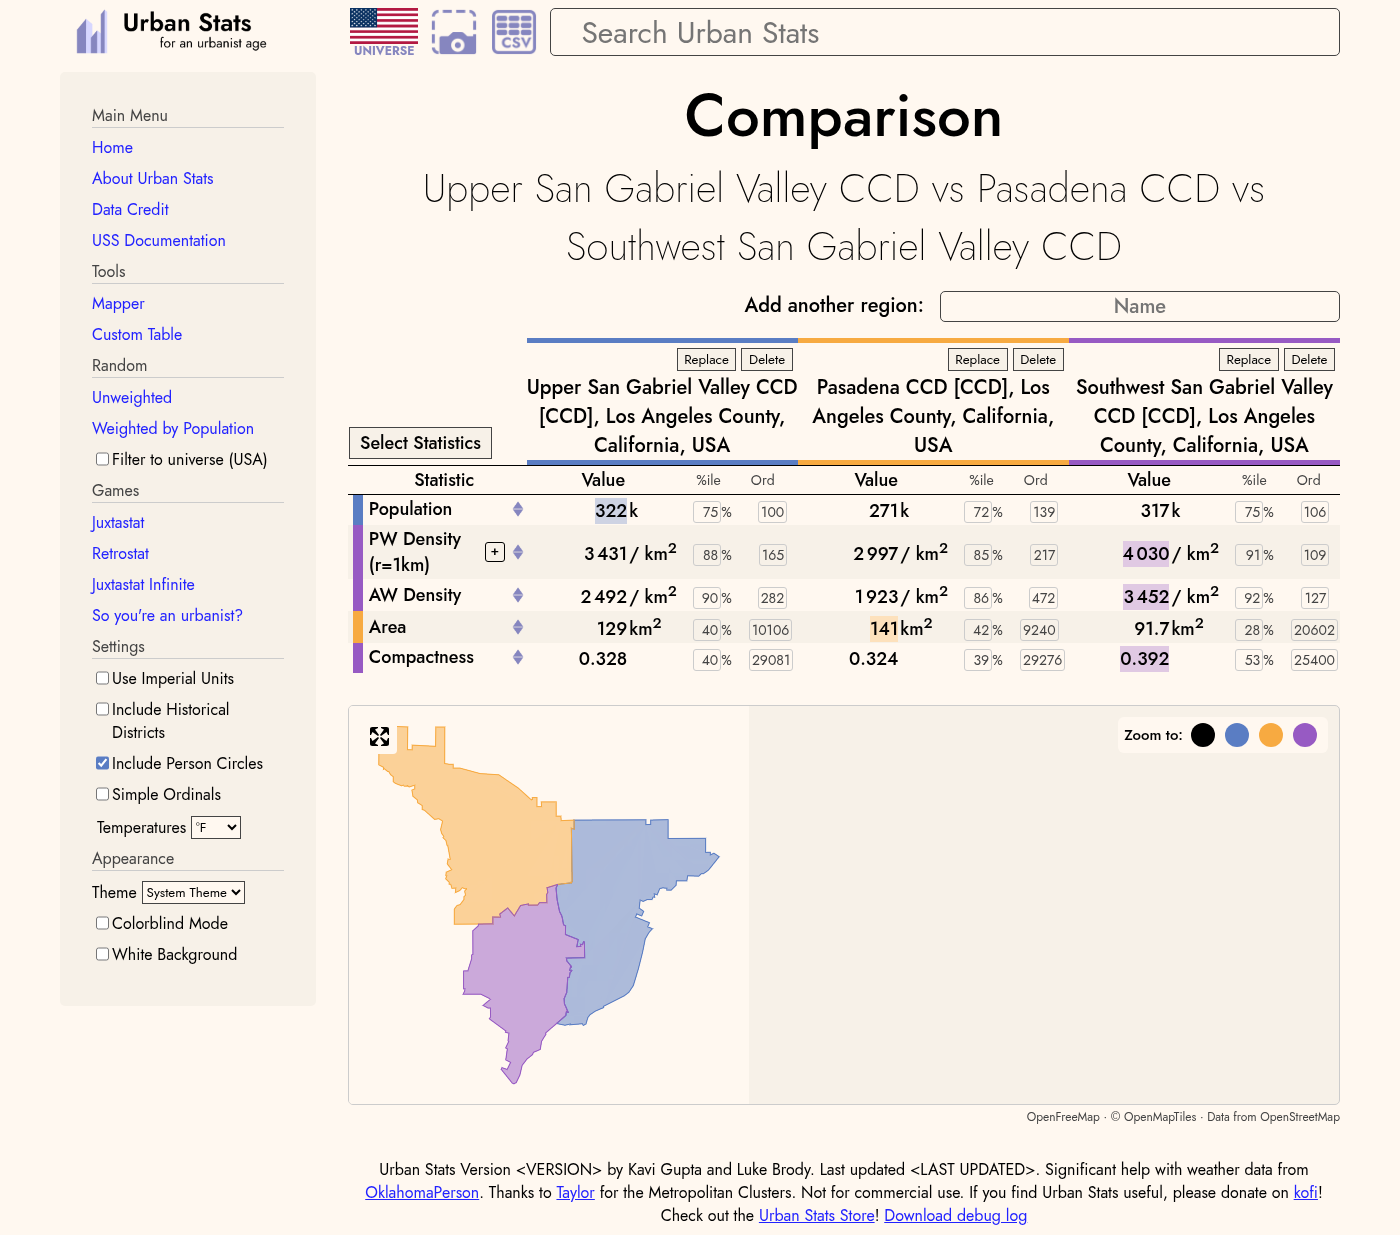 Urban Stats
for an urbanist age
UNIVERSE
CSV
Search Urban Stats
Main Menu
Home
About Urban Stats
Data Credit
USS Documentation
Tools
Mapper
Custom Table
Random
Unweighted
Weighted by Population
Filter to universe (USA)
Games
Juxtastat
Retrostat
Juxtastat Infinite
So you're an urbanist?
Settings
Use Imperial Units
Include Historical
Districts
Include Person Circles
Simple Ordinals
Temperatures °F
Appearance
Theme System Theme
Colorblind Mode
White Background
Comparison
Upper San Gabriel Valley CCD vs Pasadena CCD vs
Southwest San Gabriel Valley CCD
Add another region: Name
Replace Delete Replace Delete Replace Delete
Upper San Gabriel Valley CCD
[CCD], Los Angeles County,
California, USA
Pasadena CCD [CCD], Los
Angeles County, California,
USA
Southwest San Gabriel Valley
CCD [CCD], Los Angeles
County, California, USA
Select Statistics
Statistic Value %ile Ord Value %ile Ord Value %ile Ord
Population 322k 75% 100 271k 72% 139 317k 75% 106
PW Density
(r=1km) + 3 431/ km² 88% 165 2 997/ km² 85% 217 4 030/ km² 91% 109
AW Density 2 492/ km² 90% 282 1 923/ km² 86% 472 3 452/ km² 92% 127
Area 129km² 40% 10106 141km² 42% 9240 91.7km² 28% 20602
Compactness 0.328 40% 29081 0.324 39% 29276 0.392 53% 25400
Zoom to:
OpenFreeMap · © OpenMapTiles · Data from OpenStreetMap
Urban Stats Version <VERSION> by Kavi Gupta and Luke Brody. Last updated <LAST UPDATED>. Significant help with weather data from
OklahomaPerson. Thanks to Taylor for the Metropolitan Clusters. Not for commercial use. If you find Urban Stats useful, please donate on kofi!
Check out the Urban Stats Store! Download debug log